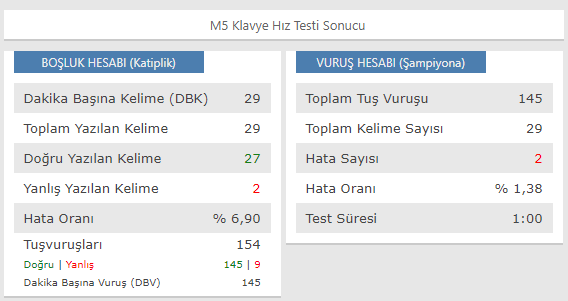 M5 Klavye Hız Testi Sonucu
BOŞLUK HESABI (Katiplik)
Dakika Başına Kelime (DBK) 29
Toplam Yazılan Kelime 29
Doğru Yazılan Kelime 27
Yanlış Yazılan Kelime 2
Hata Oranı % 6,90
Tuşvuruşları 154
Doğru | Yanlış 145 | 9
Dakika Başına Vuruş (DBV) 145
VURUŞ HESABI (Şampiyona)
Toplam Tuş Vuruşu 145
Toplam Kelime Sayısı 29
Hata Sayısı 2
Hata Oranı % 1,38
Test Süresi 1:00